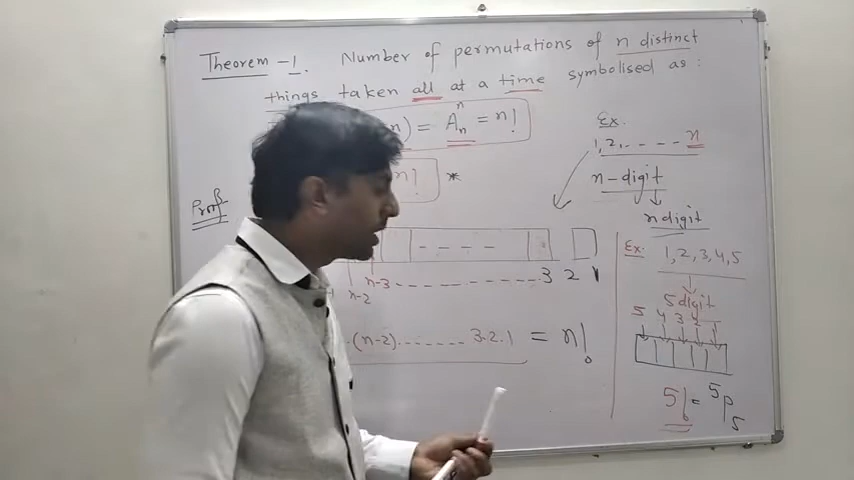 Theorem - 1. Number of permutations of n distinct
things taken all at a time symbolised as:
n) = Aⁿₙ = n!
n! *
Proof
- - - -
n-2 n-3 - - - - - - - - - - - 3 2 1
.(n-2)....... 3.2.1 = n!
Ex.
1,2,. - - - - n
n-digit
n digit
Ex: 1,2,3,4,5
5 digit
5 4 3 2
5! = ⁵P₅